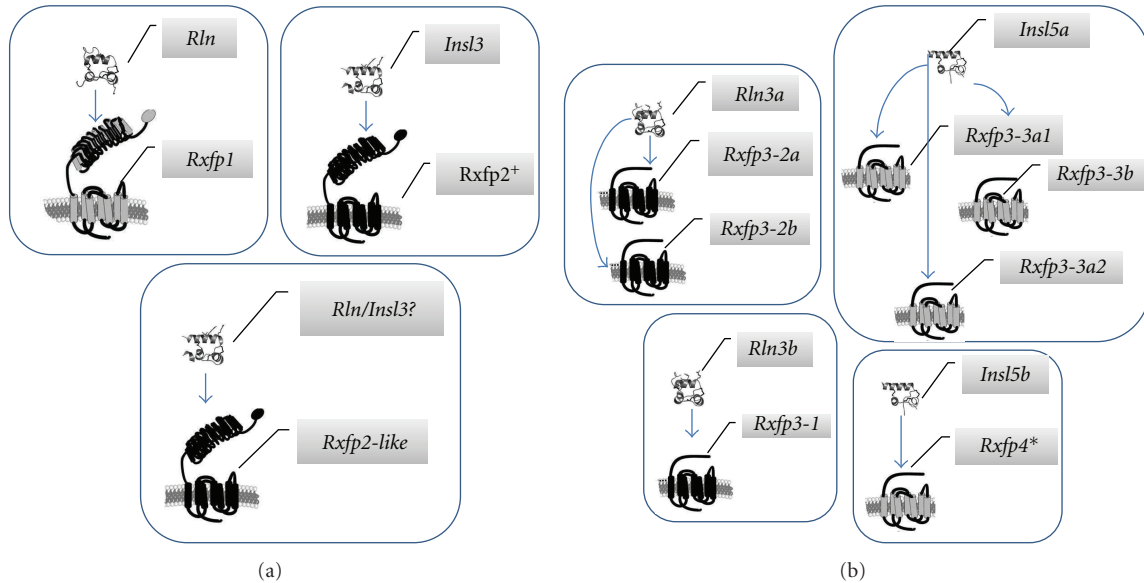 Rln
Rxfp1
Insl3
Rxfp2+
Rln/Insl3?
Rxfp2-like
(a)
Rln3a
Rxfp3-2a
Rxfp3-2b
Insl5a
Rxfp3-3a1
Rxfp3-3b
Rxfp3-3a2
Rln3b
Rxfp3-1
Insl5b
Rxfp4*
(b)